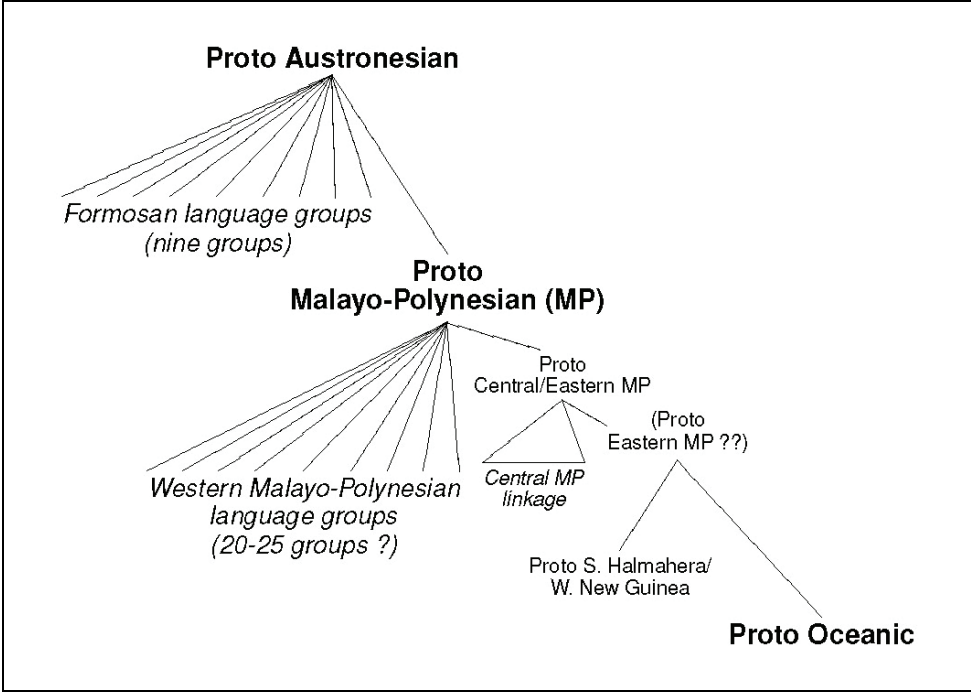 Proto Austronesian
Formosan language groups
(nine groups)
Proto
Malayo-Polynesian (MP)
Proto
Central/Eastern MP
(Proto
Eastern MP ??)
Central MP
linkage
Western Malayo-Polynesian
language groups
(20-25 groups ?)
Proto S. Halmahera/
W. New Guinea
Proto Oceanic